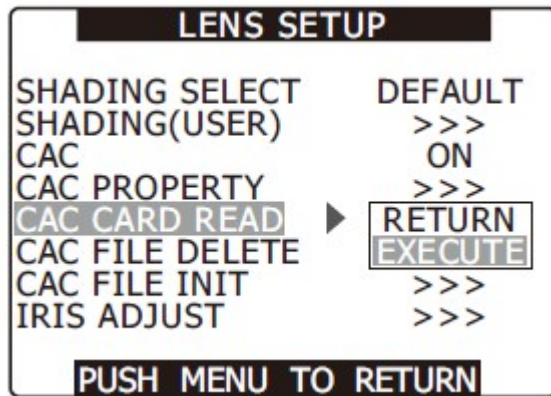 LENS SETUP
SHADING SELECT DEFAULT
SHADING(USER) >>>
CAC ON
CAC PROPERTY >>>
CAC CARD READ ▶ RETURN
CAC FILE DELETE EXECUTE
CAC FILE INIT >>>
IRIS ADJUST >>>
PUSH MENU TO RETURN